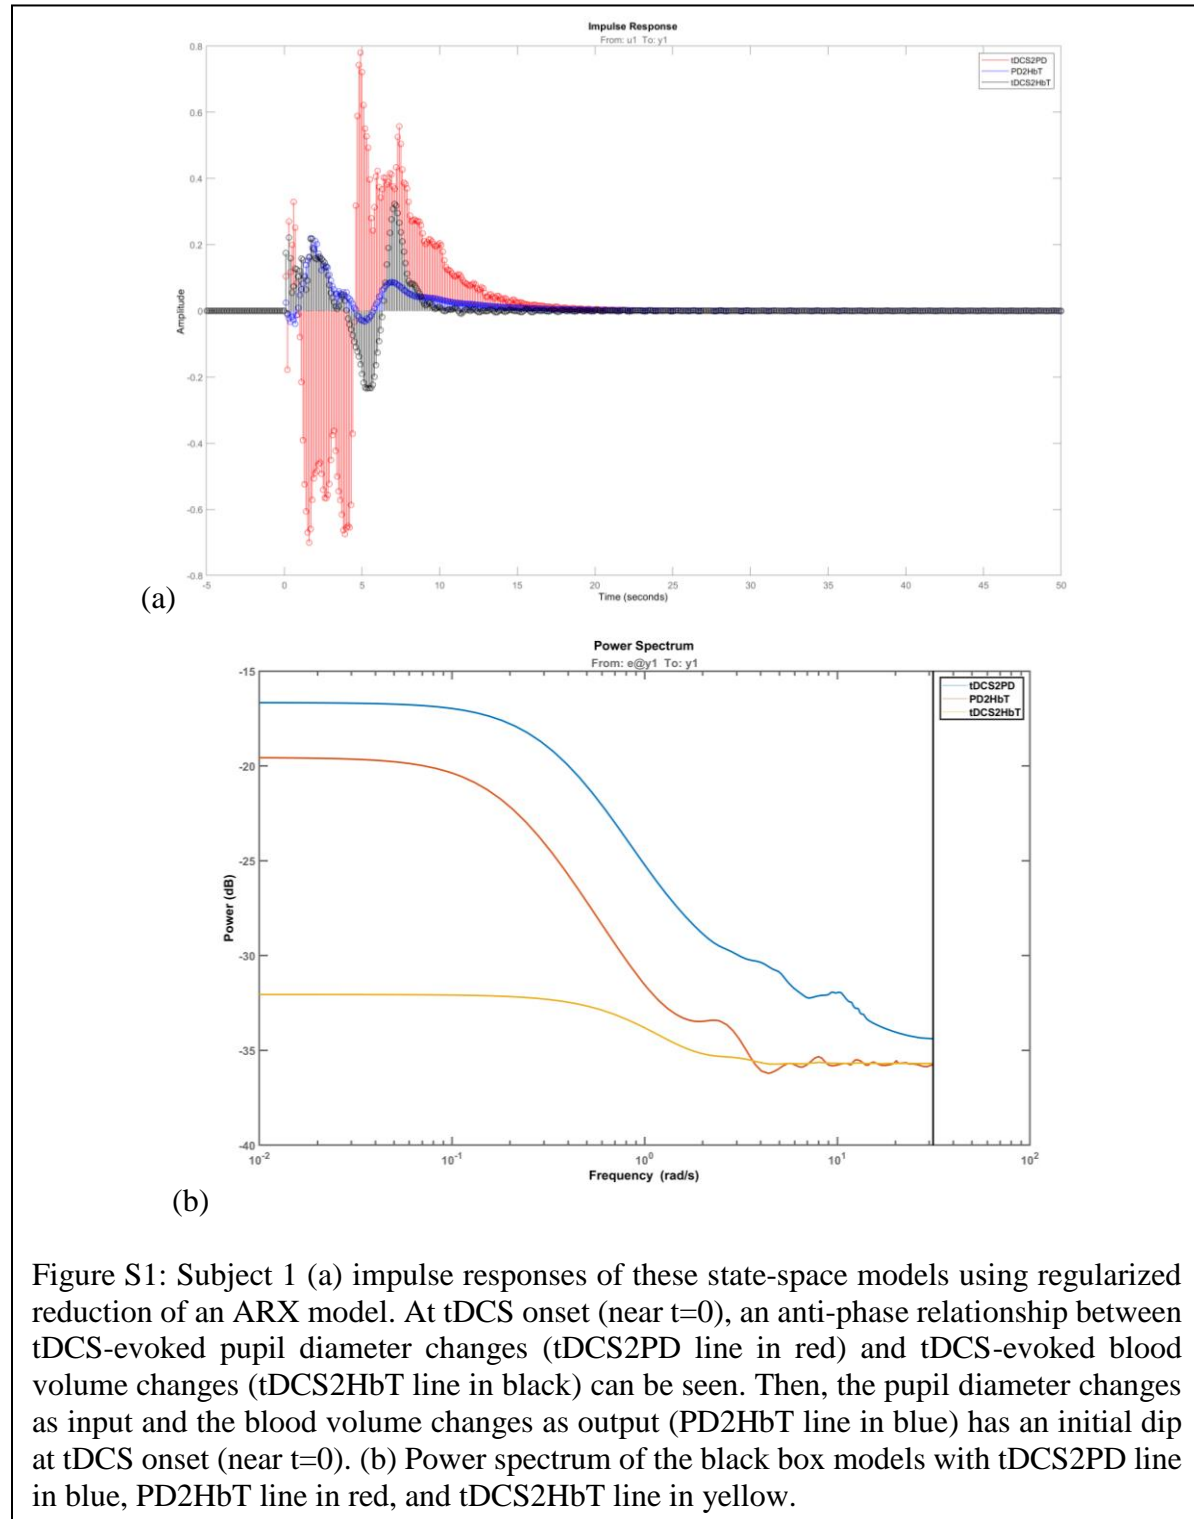 Impulse Response
From: u1 To: y1
tDCS2PD
PD2HbT
tDCS2HbT
0.8
0.6
0.4
0.2
0
-0.2
-0.4
-0.6
-0.8
Amplitude
-5 0 5 10 15 20 25 30 35 40 45 50
Time (seconds)
(a)
Power Spectrum
From: e@y1 To: y1
tDCS2PD
PD2HbT
tDCS2HbT
-15
-20
-25
-30
-35
-40
Power (dB)
10-2 10-1 100 101 102
Frequency (rad/s)
(b)
Figure S1: Subject 1 (a) impulse responses of these state-space models using regularized
reduction of an ARX model. At tDCS onset (near t=0), an anti-phase relationship between
tDCS-evoked pupil diameter changes (tDCS2PD line in red) and tDCS-evoked blood
volume changes (tDCS2HbT line in black) can be seen. Then, the pupil diameter changes
as input and the blood volume changes as output (PD2HbT line in blue) has an initial dip
at tDCS onset (near t=0). (b) Power spectrum of the black box models with tDCS2PD line
in blue, PD2HbT line in red, and tDCS2HbT line in yellow.